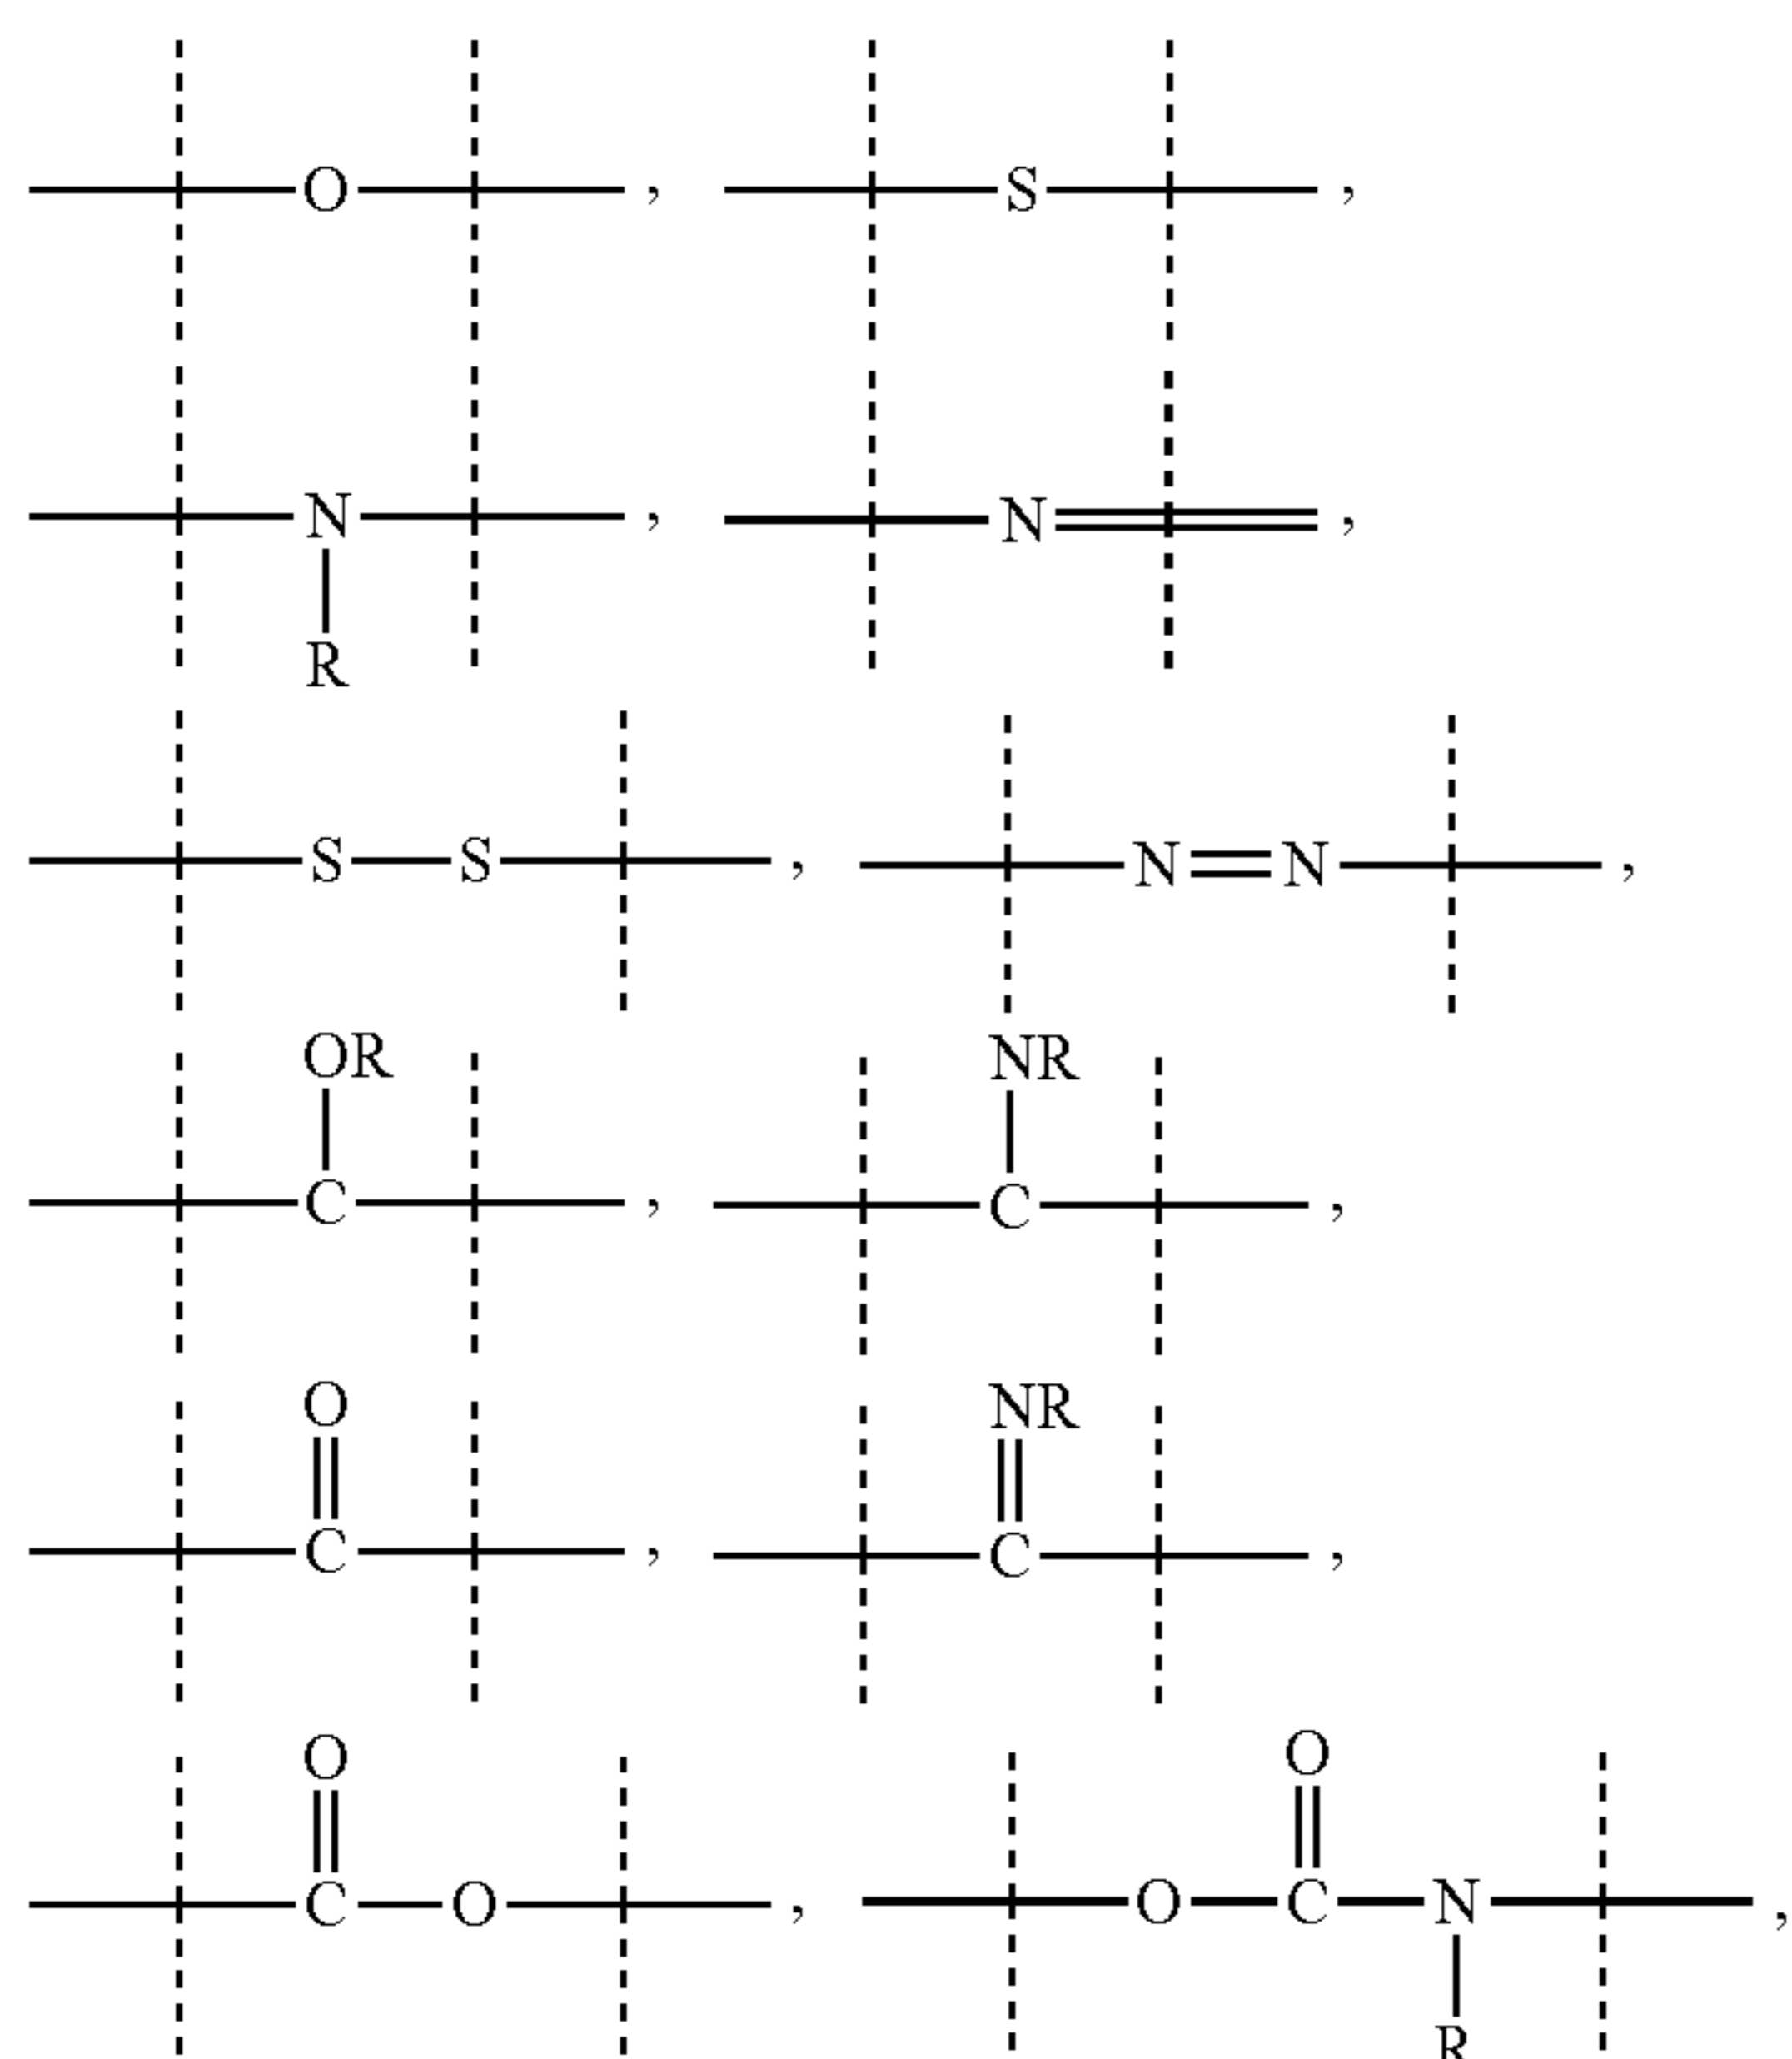 O, S,
N, N,
R
S S, N N,
OR NR
C, C,
O NR
C, C,
O O
C O, O C N,
R